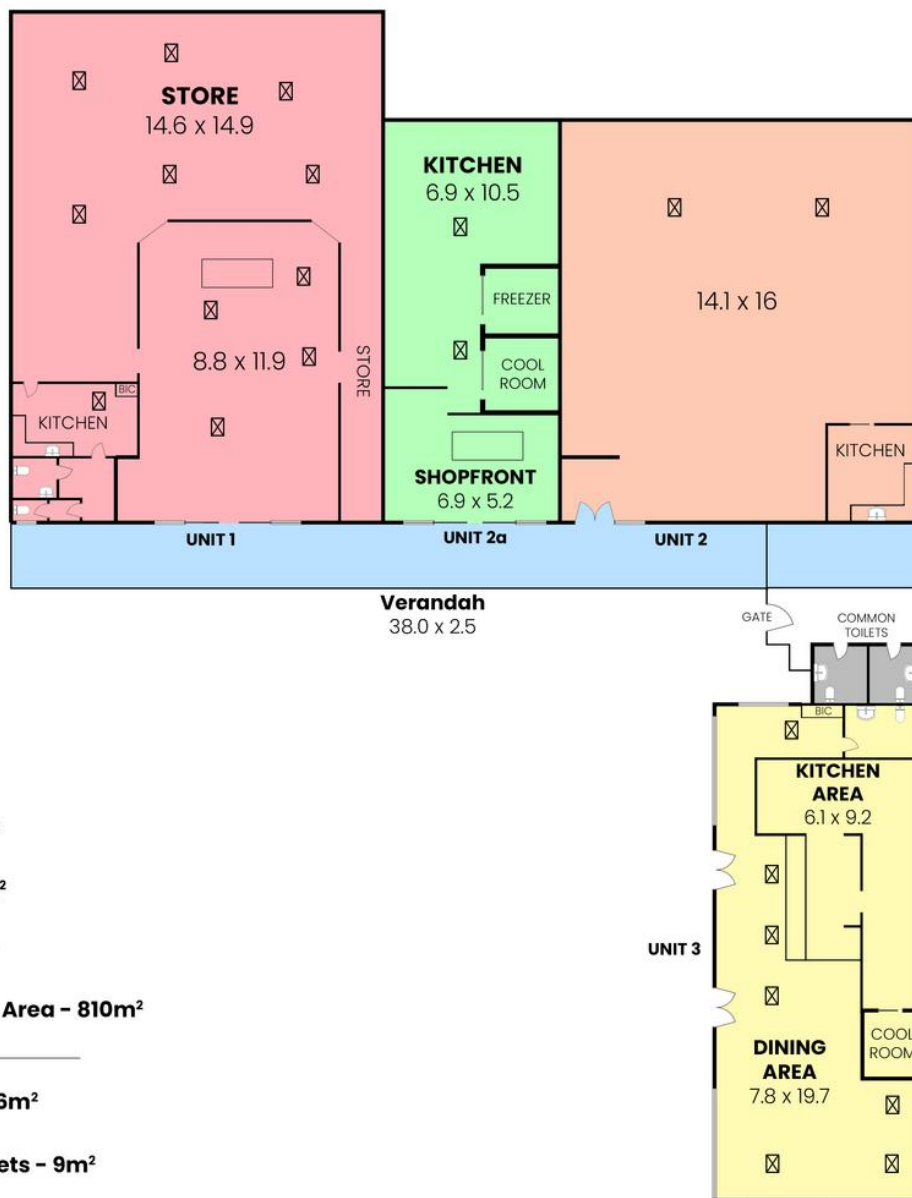 STORE
14.6 x 14.9
KITCHEN
6.9 x 10.5
FREEZER
14.1 x 16
8.8 x 11.9
STORE
COOL
ROOM
BIC
KITCHEN
KITCHEN
SHOPFRONT
6.9 x 5.2
UNIT 1
UNIT 2a
UNIT 2
Verandah
38.0 x 2.5
GATE
COMMON
TOILETS
BIC
KITCHEN
AREA
6.1 x 9.2
UNIT 3
COOL
ROOM
DINING
AREA
7.8 x 19.7
Area - 810m²
6m²
ets - 9m²